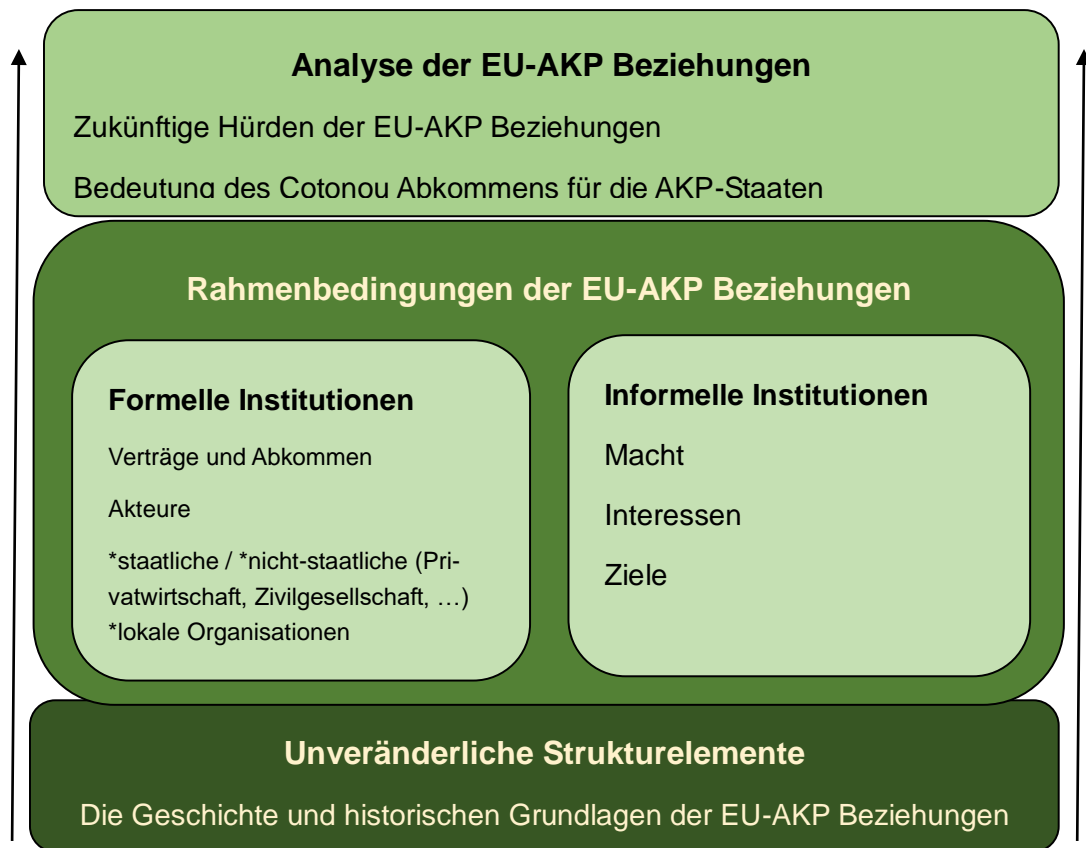 Analyse der EU-AKP Beziehungen
Zukünftige Hürden der EU-AKP Beziehungen
Bedeutung des Cotonou Abkommens für die AKP-Staaten
Rahmenbedingungen der EU-AKP Beziehungen
Formelle Institutionen
Verträge und Abkommen
Akteure
*staatliche / *nicht-staatliche (Pri-
vatwirtschaft, Zivilgesellschaft, …)
*lokale Organisationen
Informelle Institutionen
Macht
Interessen
Ziele
Unveränderliche Strukturelemente
Die Geschichte und historischen Grundlagen der EU-AKP Beziehungen